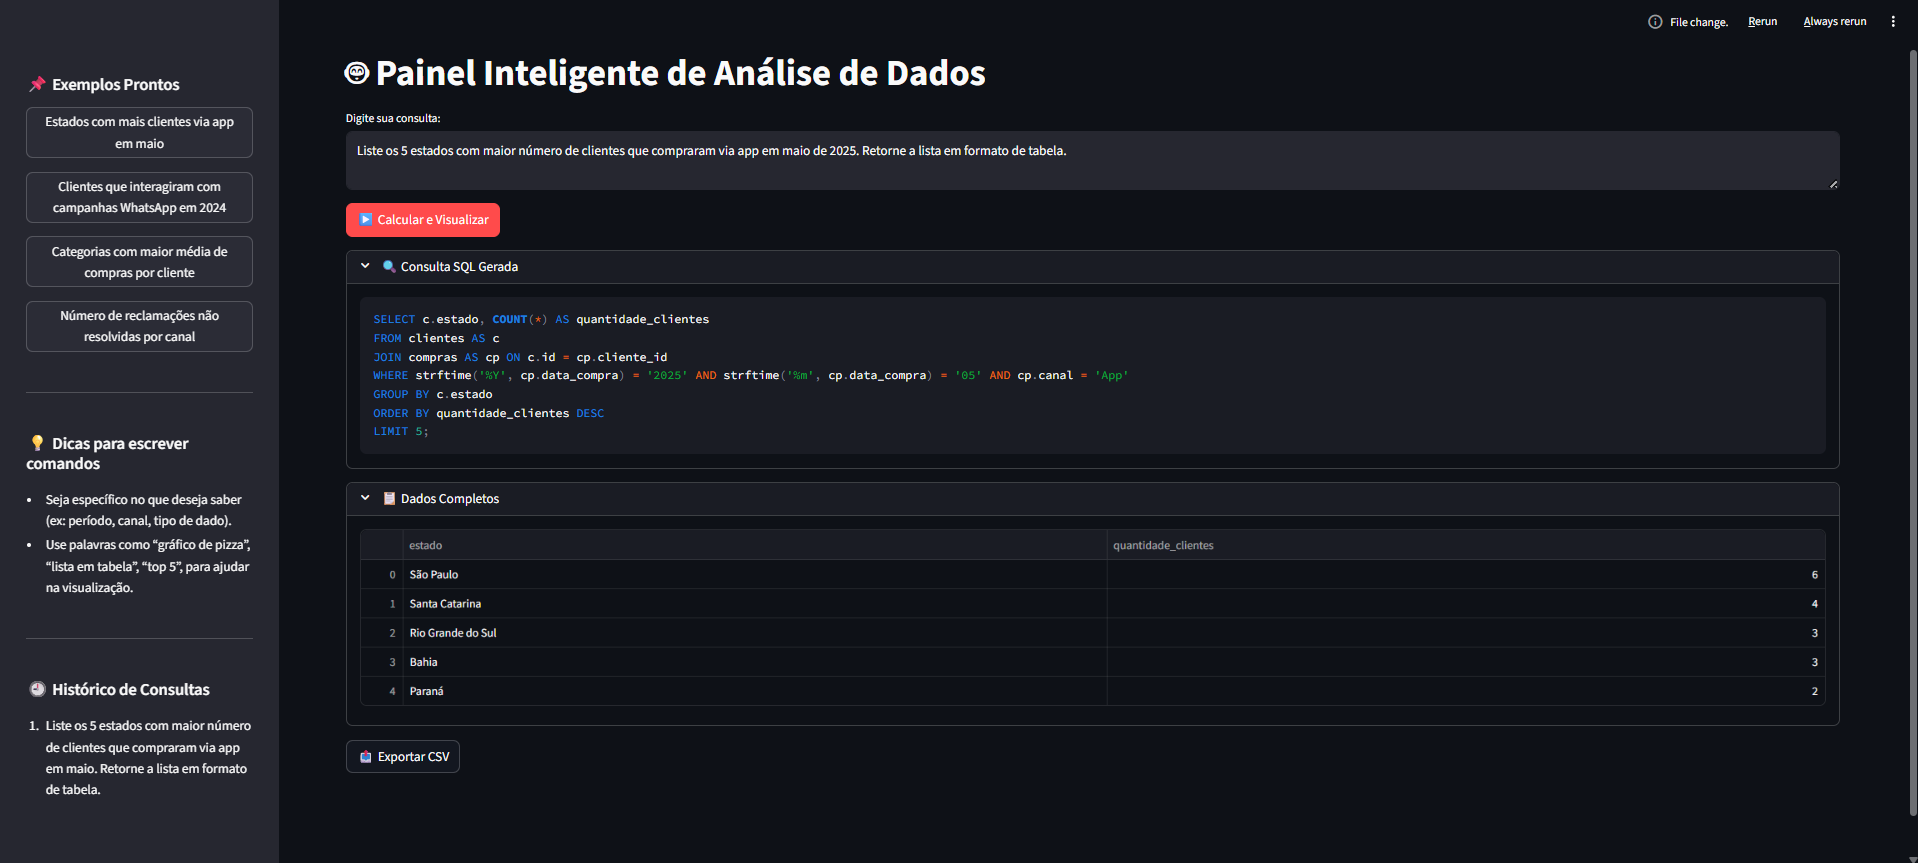 File change.
Rerun
Always rerun
📌 Exemplos Prontos
Estados com mais clientes via app
em maio
Clientes que interagiram com
campanhas WhatsApp em 2024
Categorias com maior média de
compras por cliente
Número de reclamações não
resolvidas por canal
💡 Dicas para escrever
comandos
• Seja específico no que deseja saber
(ex: período, canal, tipo de dado).
• Use palavras como “gráfico de pizza”,
“lista em tabela”, “top 5”, para ajudar
na visualização.
Histórico de Consultas
1. Liste os 5 estados com maior número
de clientes que compraram via app
em maio. Retorne a lista em formato
de tabela.
Painel Inteligente de Análise de Dados
Digite sua consulta:
Liste os 5 estados com maior número de clientes que compraram via app em maio de 2025. Retorne a lista em formato de tabela.
Calcular e Visualizar
Consulta SQL Gerada
SELECT c.estado, COUNT(*) AS quantidade_clientes
FROM clientes AS c
JOIN compras AS cp ON c.id = cp.cliente_id
WHERE strftime('%Y', cp.data_compra) = '2025' AND strftime('%m', cp.data_compra) = '05' AND cp.canal = 'App'
GROUP BY c.estado
ORDER BY quantidade_clientes DESC
LIMIT 5;
Dados Completos
estado quantidade_clientes
0 São Paulo 6
1 Santa Catarina 4
2 Rio Grande do Sul 3
3 Bahia 3
4 Paraná 2
Exportar CSV